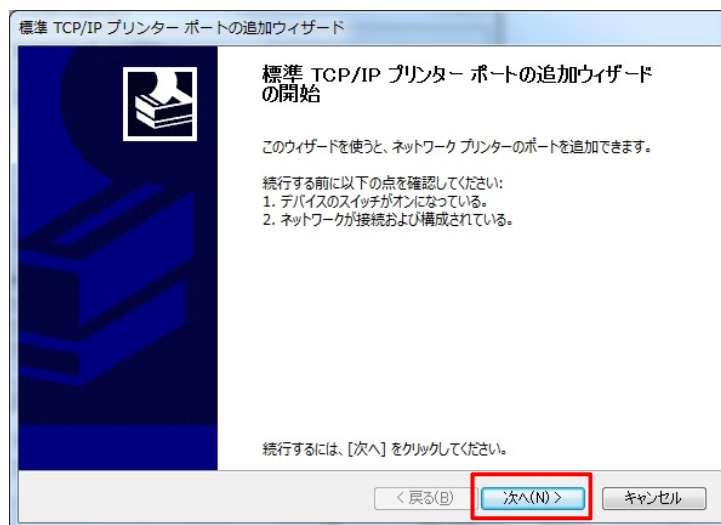 標準 TCP/IP プリンター ポートの追加ウィザード
標準 TCP/IP プリンター ポートの追加ウィザード
の開始
このウィザードを使うと、ネットワーク プリンターのポートを追加できます。
続行する前に以下の点を確認してください:
1. デバイスのスイッチがオンになっている。
2. ネットワークが接続および構成されている。
続行するには、[次へ] をクリックしてください。
< 戻る(B) 次へ(N) > キャンセル